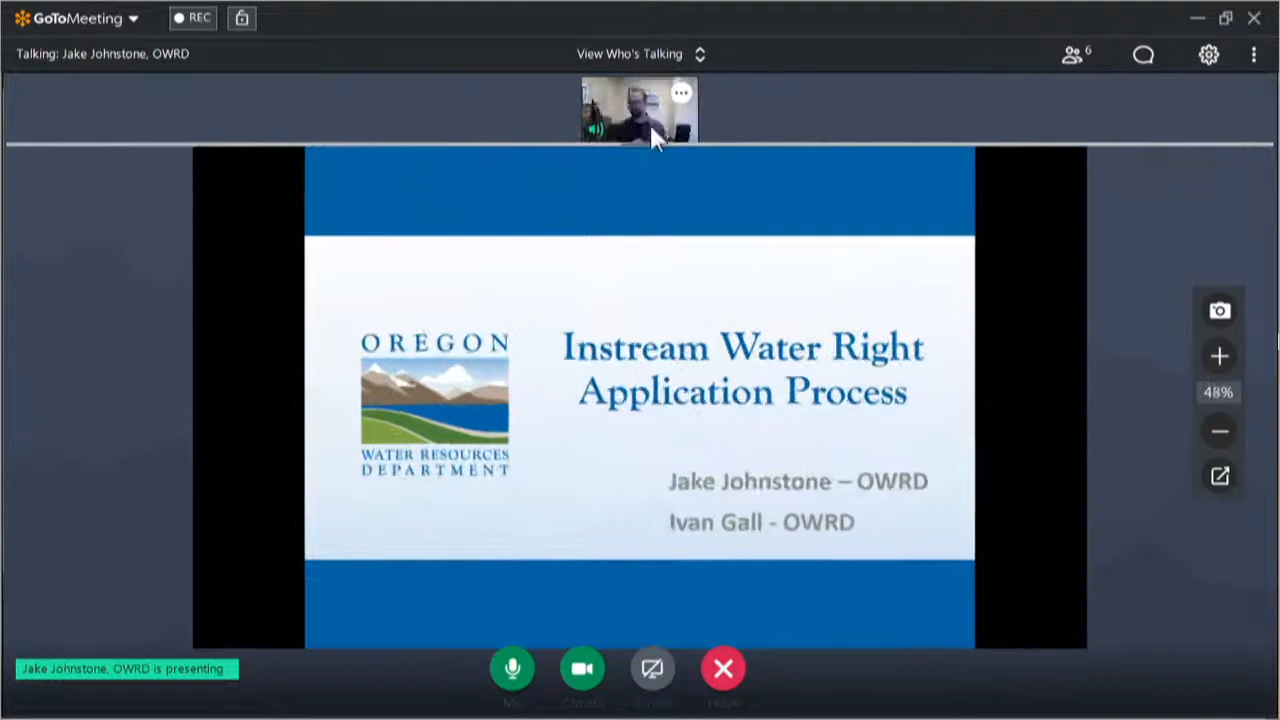 GoToMeeting
REC
Talking: Jake Johnstone, OWRD
View Who's Talking
6
OREGON
WATER RESOURCES
DEPARTMENT
Instream Water Right
Application Process
Jake Johnstone – OWRD
Ivan Gall - OWRD
48%
Jake Johnstone, OWRD is presenting